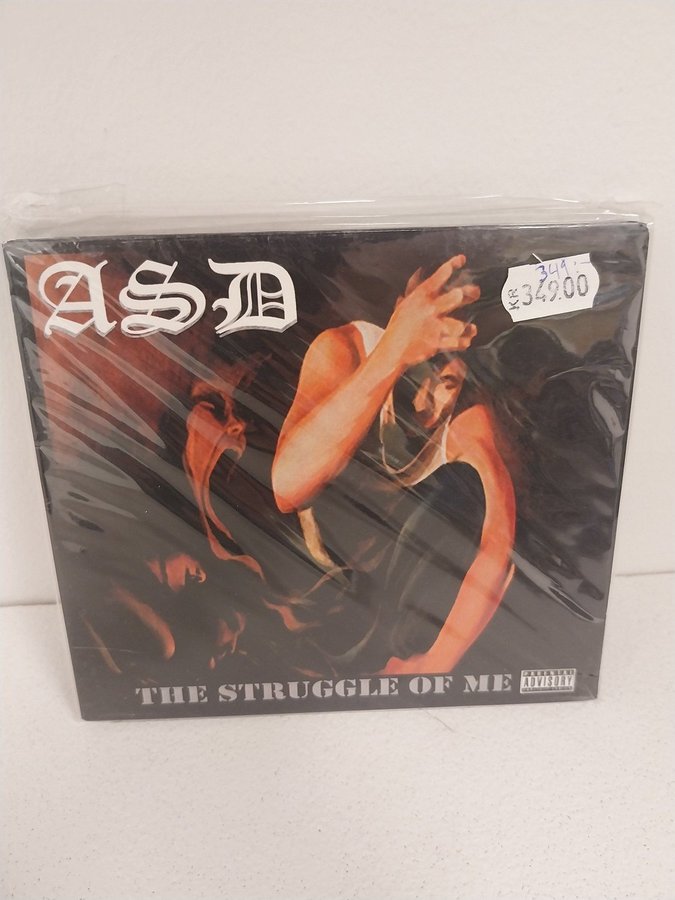 ASD
349.-
KR 349.00
THE STRUGGLE OF ME
PARENTAL
ADVISORY